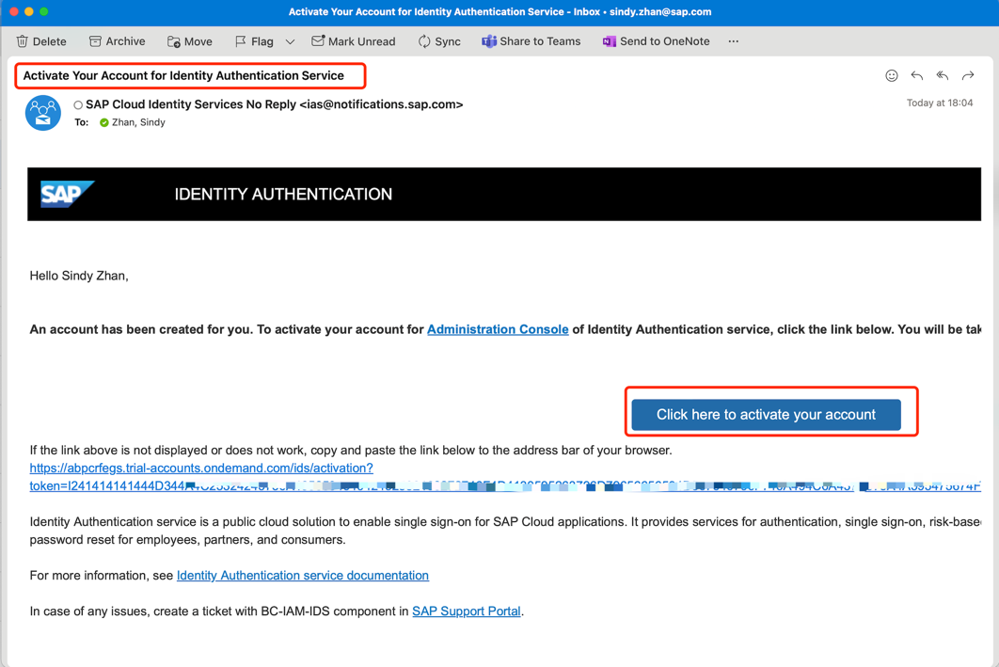 Activate Your Account for Identity Authentication Service - Inbox • sindy.zhan@sap.com
Delete Archive Move Flag Mark Unread Sync Share to Teams Send to OneNote ...
Activate Your Account for Identity Authentication Service
SAP Cloud Identity Services No Reply <ias@notifications.sap.com>
Today at 18:04
To: Zhan, Sindy
SAP IDENTITY AUTHENTICATION
Hello Sindy Zhan,
An account has been created for you. To activate your account for Administration Console of Identity Authentication service, click the link below. You will be
Click here to activate your account
If the link above is not displayed or does not work, copy and paste the link below to the address bar of your browser.
https://abpcrfegs.trial-accounts.ondemand.com/ids/activation?
Identity Authentication service is a public cloud solution to enable single sign-on for SAP Cloud applications. It provides services for authentication, single sign-on,
password reset for employees, partners, and consumers.
For more information, see Identity Authentication service documentation
In case of any issues, create a ticket with BC-IAM-IDS component in SAP Support Portal.